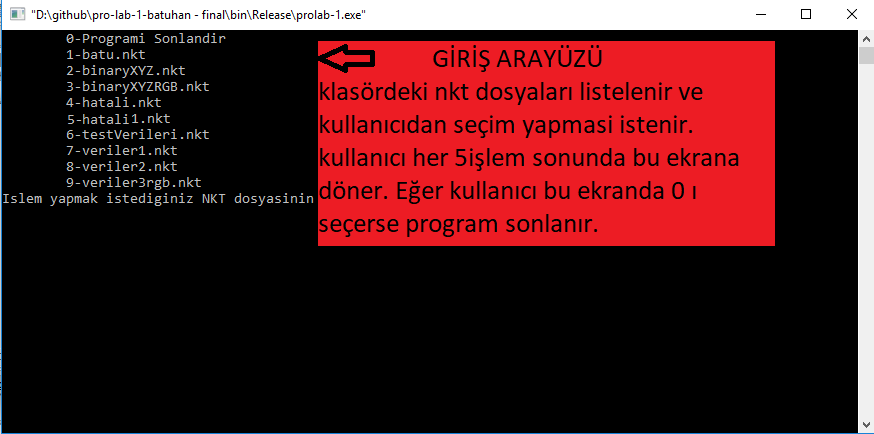 "D:\github\pro-lab-1-batuhan - final\bin\Release\prolab-1.exe"
0-Programi Sonlandir
1-batu.nkt
2-binaryXYZ.nkt
3-binaryXYZRGB.nkt
4-hatali.nkt
5-hatali1.nkt
6-testVerileri.nkt
7-veriler1.nkt
8-veriler2.nkt
9-veriler3rgb.nkt
Islem yapmak istediginiz NKT dosyasinin
GİRİŞ ARAYÜZÜ
klasördeki nkt dosyaları listelenir ve
kullanıcıdan seçim yapmasi istenir.
kullanıcı her 5işlem sonunda bu ekrana
döner. Eğer kullanıcı bu ekranda 0 ı
seçerse program sonlanır.